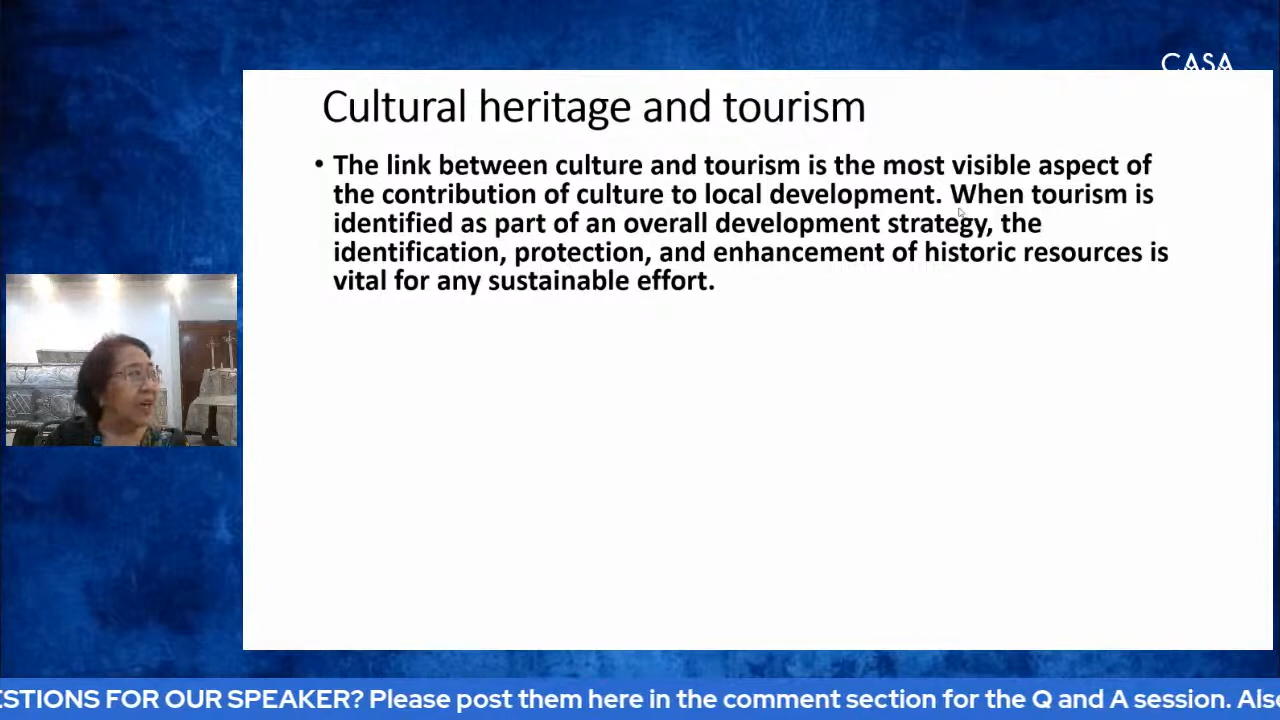 CASA
Cultural heritage and tourism
• The link between culture and tourism is the most visible aspect of
the contribution of culture to local development. When tourism is
identified as part of an overall development strategy, the
identification, protection, and enhancement of historic resources is
vital for any sustainable effort.
ESTIONS FOR OUR SPEAKER? Please post them here in the comment section for the Q and A session. Also